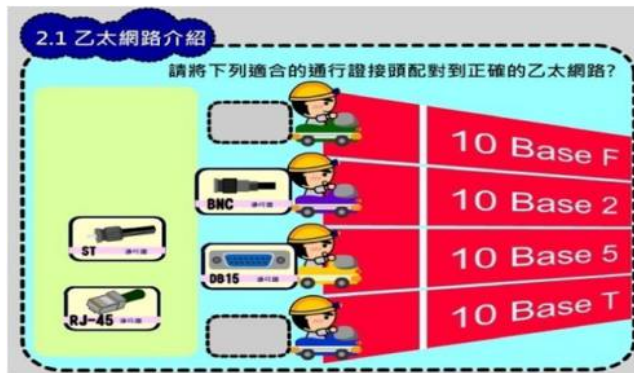 2.1 乙太網路介紹
請將下列適合的通行證接頭配對到正確的乙太網路?
10 Base F
BNC
10 Base 2
ST
DB15
10 Base 5
RJ-45
10 Base T